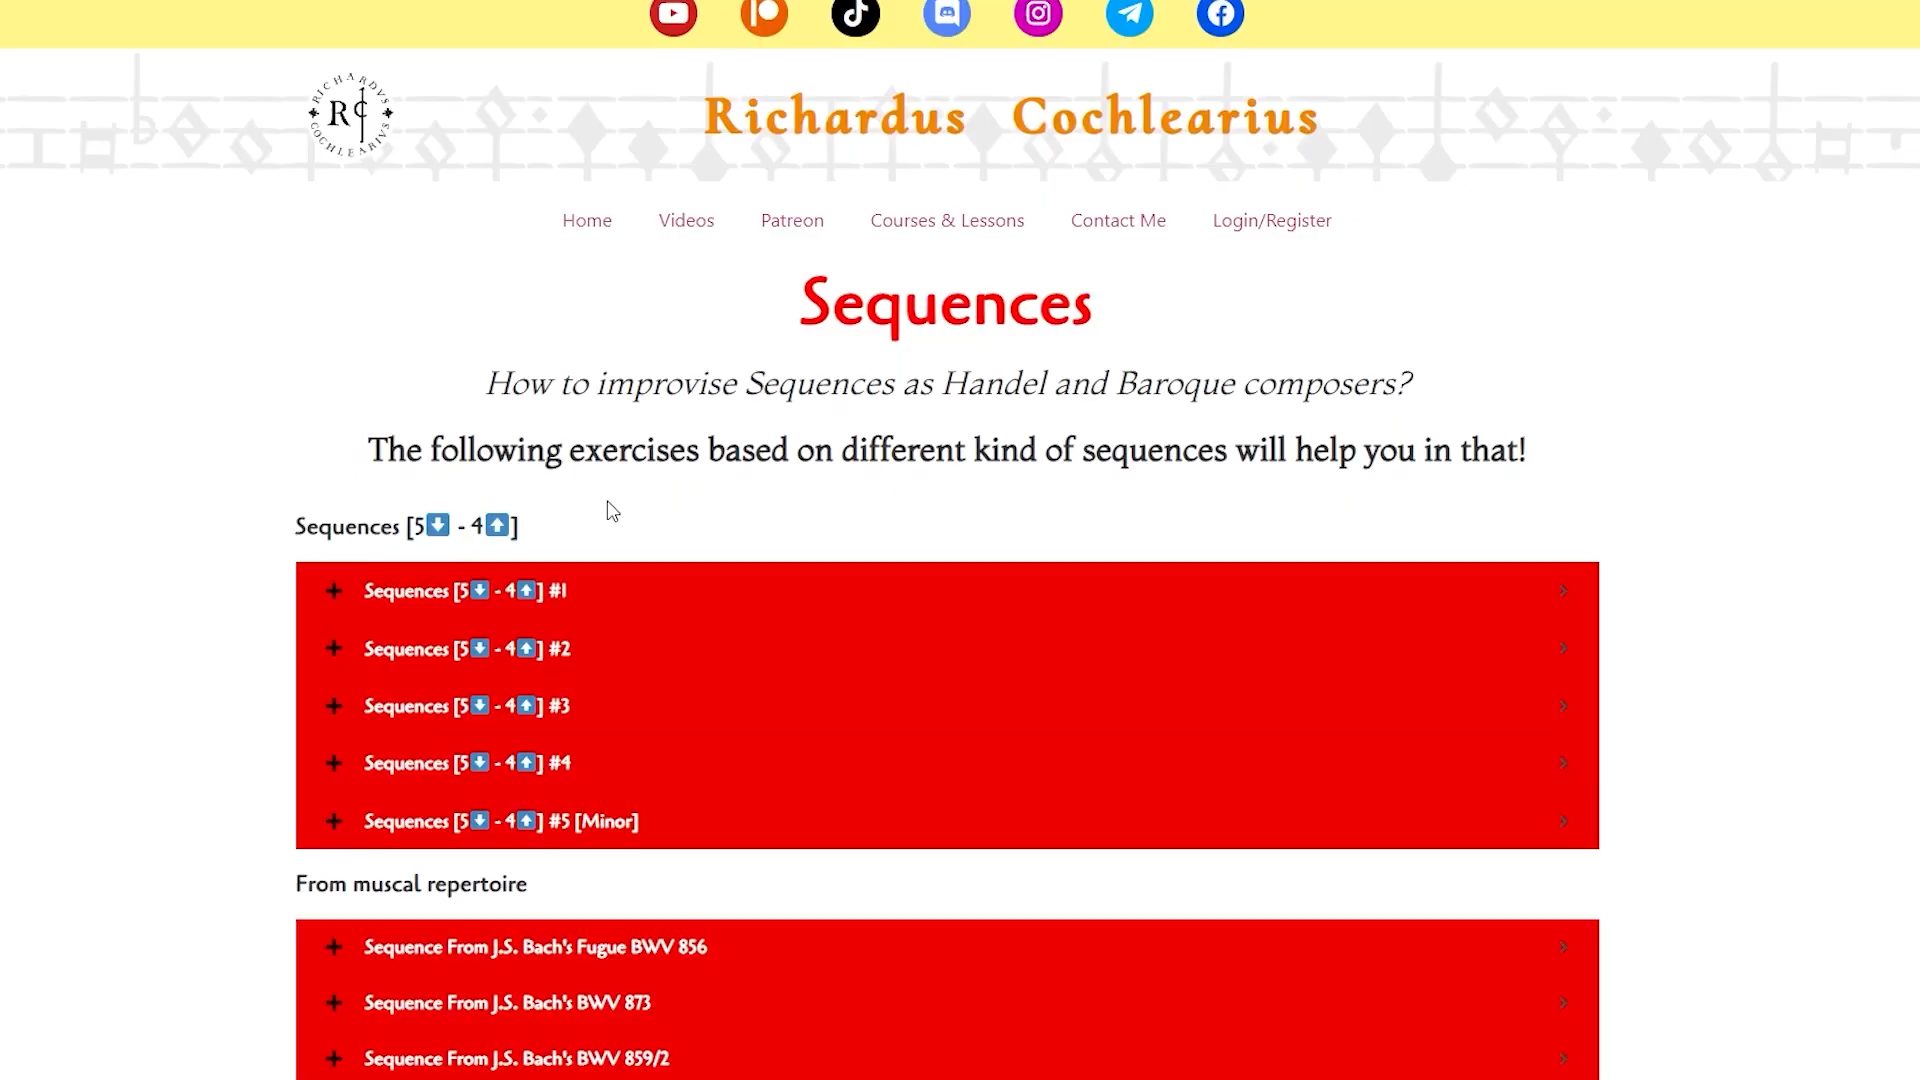 RICHARDVS
RC
COCHLEARIVS
Richardus Cochlearius
Home Videos Patreon Courses & Lessons Contact Me Login/Register
Sequences
How to improvise Sequences as Handel and Baroque composers?
The following exercises based on different kind of sequences will help you in that!
Sequences [5⬇️ - 4⬆️]
Sequences [5⬇️ - 4⬆️] #1
Sequences [5⬇️ - 4⬆️] #2
Sequences [5⬇️ - 4⬆️] #3
Sequences [5⬇️ - 4⬆️] #4
Sequences [5⬇️ - 4⬆️] #5 [Minor]
From muscal repertoire
Sequence From J.S. Bach's Fugue BWV 856
Sequence From J.S. Bach's BWV 873
Sequence From J.S. Bach's BWV 859/2